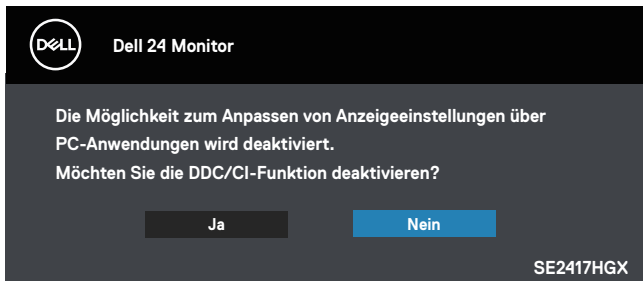 DELL Dell 24 Monitor
Die Möglichkeit zum Anpassen von Anzeigeeinstellungen über
PC-Anwendungen wird deaktiviert.
Möchten Sie die DDC/CI-Funktion deaktivieren?
Ja Nein
SE2417HGX